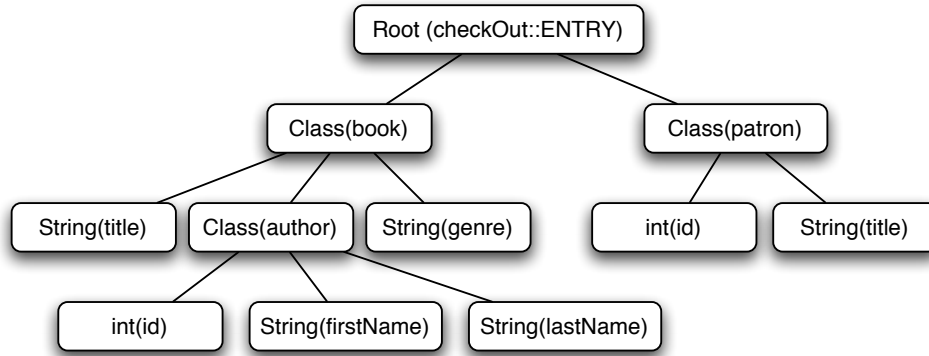 Root (checkOut::ENTRY)
Class(book)
Class(patron)
String(title)
Class(author)
String(genre)
int(id)
String(title)
int(id)
String(firstName)
String(lastName)